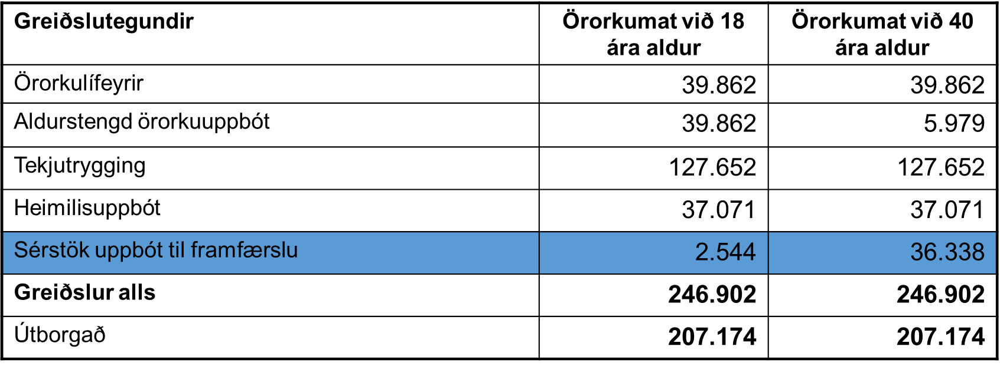 Greiðslutegundir Örorkumat við 18 ára aldur Örorkumat við 40 ára aldur
Örorkulífeyrir 39.862 39.862
Aldurstengd örorkuuppbót 39.862 5.979
Tekjutrygging 127.652 127.652
Heimilisuppbót 37.071 37.071
Sérstök uppbót til framfærslu 2.544 36.338
Greiðslur alls 246.902 246.902
Útborgað 207.174 207.174